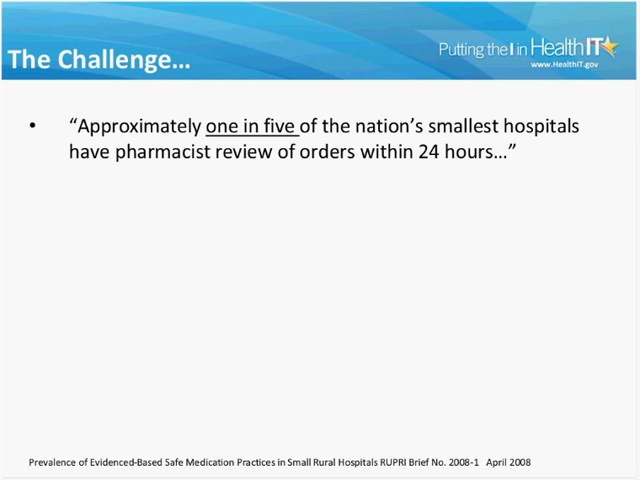 The Challenge…
Putting the I in HealthIT
www.HealthIT.gov
• “Approximately one in five of the nation’s smallest hospitals
have pharmacist review of orders within 24 hours…”
Prevalence of Evidenced-Based Safe Medication Practices in Small Rural Hospitals RUPRI Brief No. 2008-1 April 2008